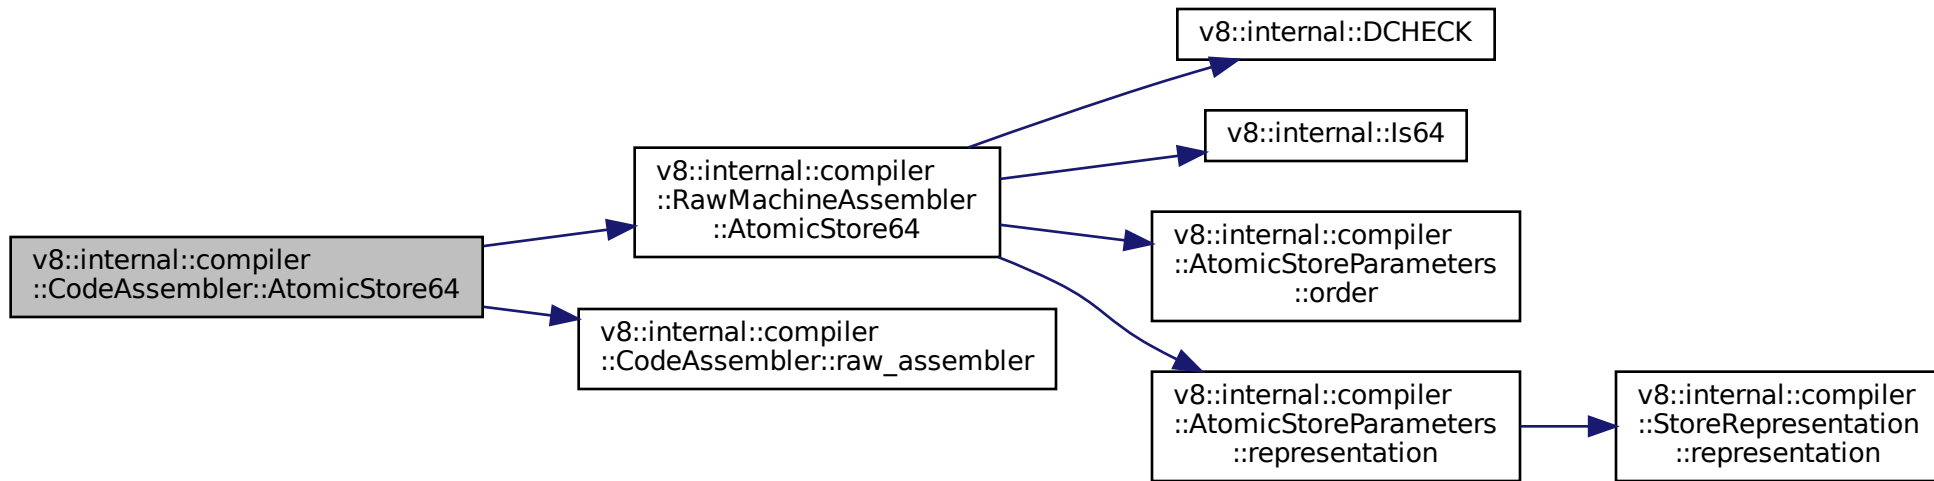 v8::internal::compiler
::CodeAssembler::AtomicStore64
v8::internal::compiler
::RawMachineAssembler
::AtomicStore64
v8::internal::compiler
::CodeAssembler::raw_assembler
v8::internal::DCHECK
v8::internal::Is64
v8::internal::compiler
::AtomicStoreParameters
::order
v8::internal::compiler
::AtomicStoreParameters
::representation
v8::internal::compiler
::StoreRepresentation
::representation